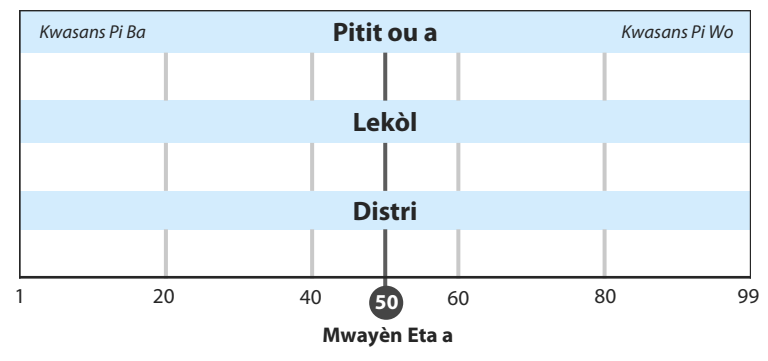 Kwasans Pi Ba Pitit ou a Kwasans Pi Wo
Lekòl
Distri
1 20 40 50 60 80 99
Mwayèn Eta a